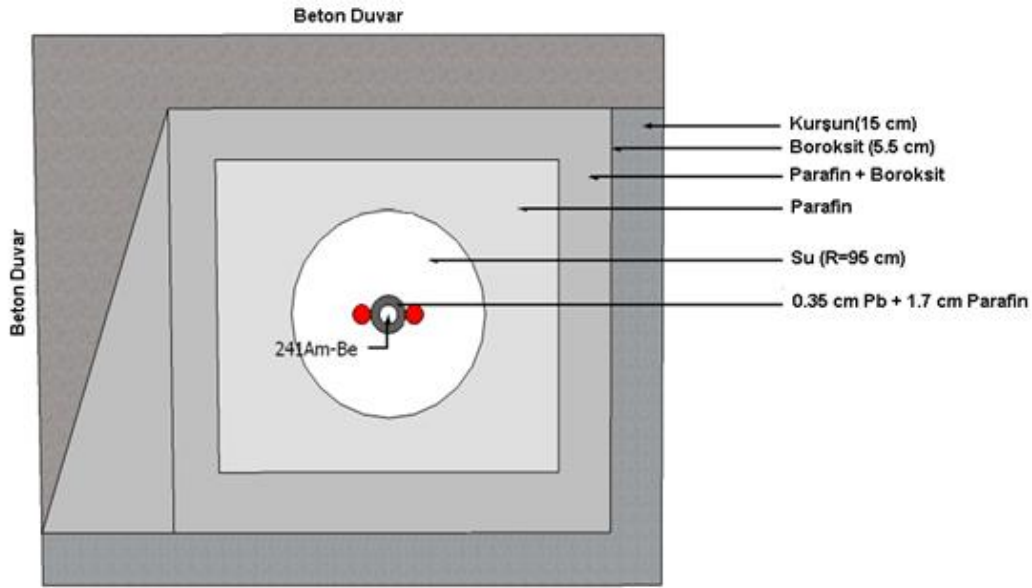 Beton Duvar
Beton Duvar
Kurşun(15 cm)
Boroksit (5.5 cm)
Parafin + Boroksit
Parafin
Su (R=95 cm)
0.35 cm Pb + 1.7 cm Parafin
241Am-Be